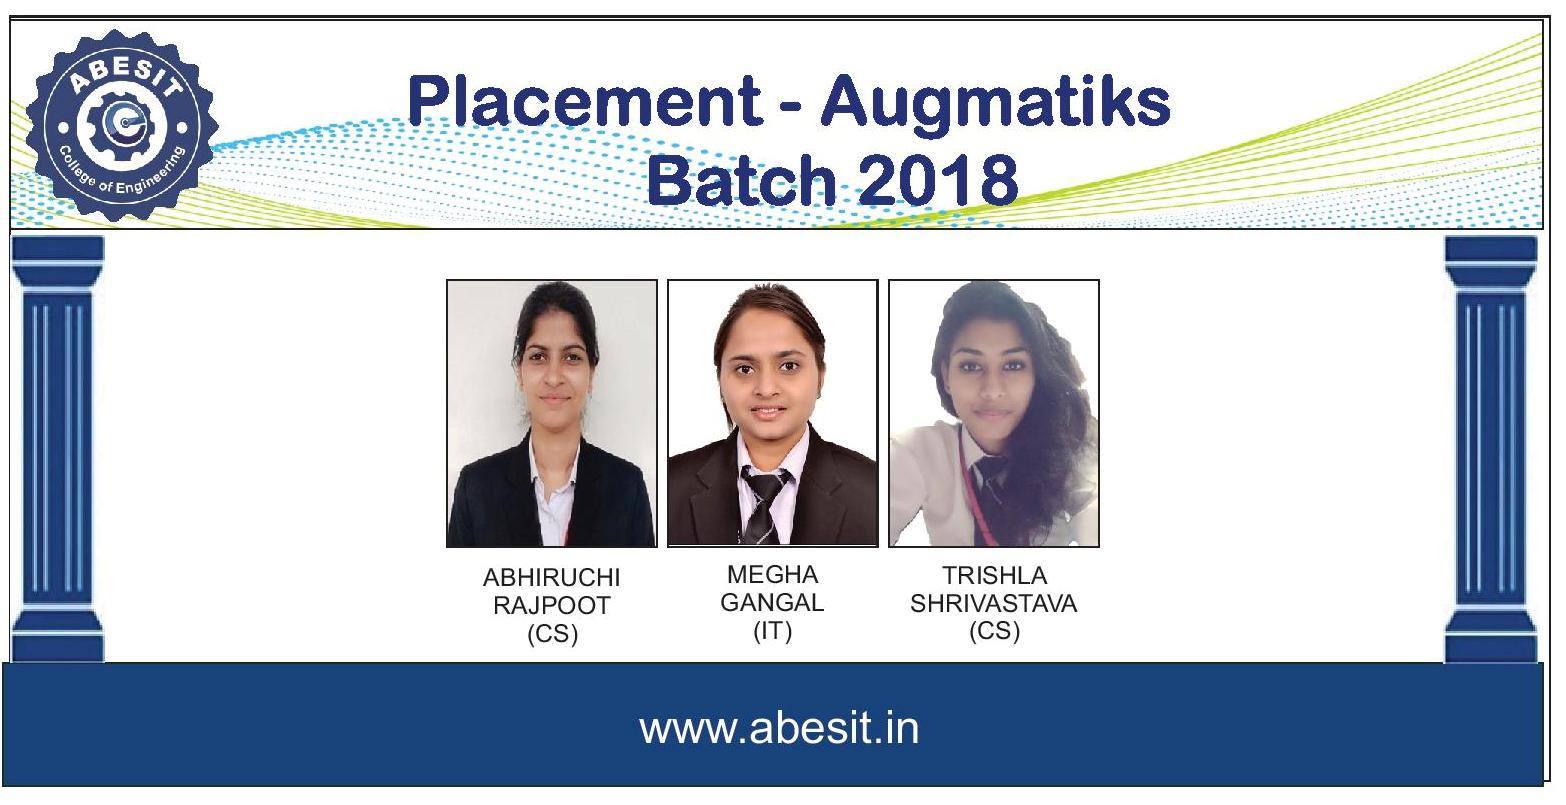 ABESIT
College of Engineering
Placement - Augmatiks
Batch 2018
ABHIRUCHI
RAJPOOT
(CS)
MEGHA
GANGAL
(IT)
TRISHLA
SHRIVASTAVA
(CS)
www.abesit.in